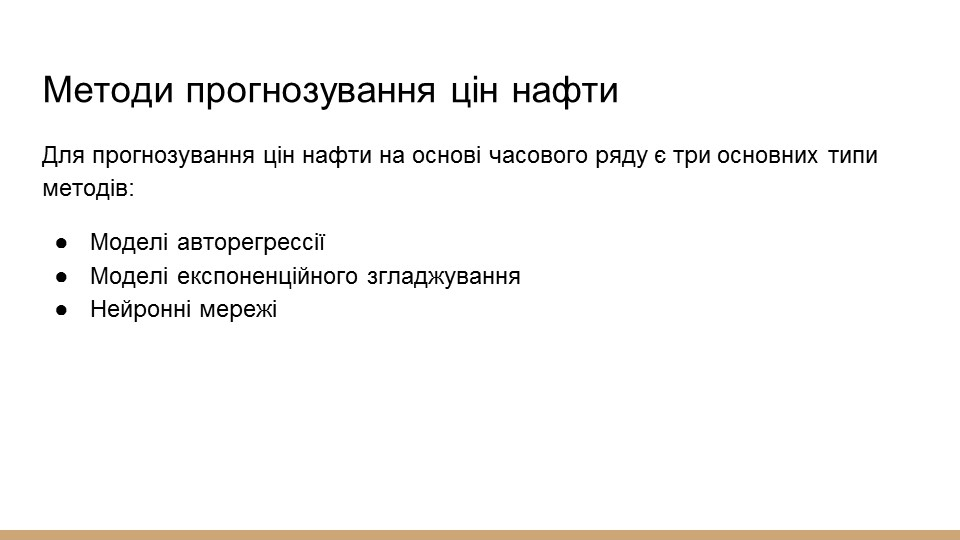 Методи прогнозування цін нафти
Для прогнозування цін нафти на основі часового ряду є три основних типи
методів:
● Моделі авторегрессії
● Моделі експоненційного згладжування
● Нейронні мережі